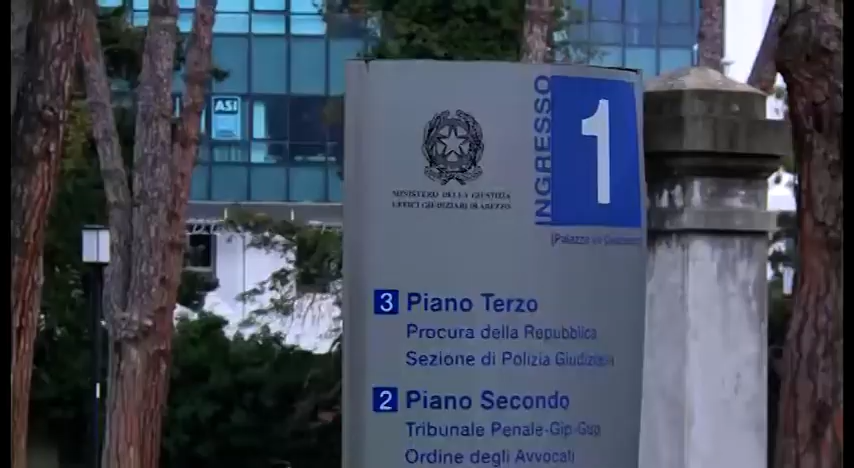 ASI
INGRESSO
1
MINISTERO DELLA GIUSTIZIA
UFFICI GIUDIZIARI DI AREZZO
3 Piano Terzo
Procura della Repubblica
Sezione di Polizia Giudiziaria
2 Piano Secondo
Tribunale Penale-Gip-Gup
Ordine degli Avvocati